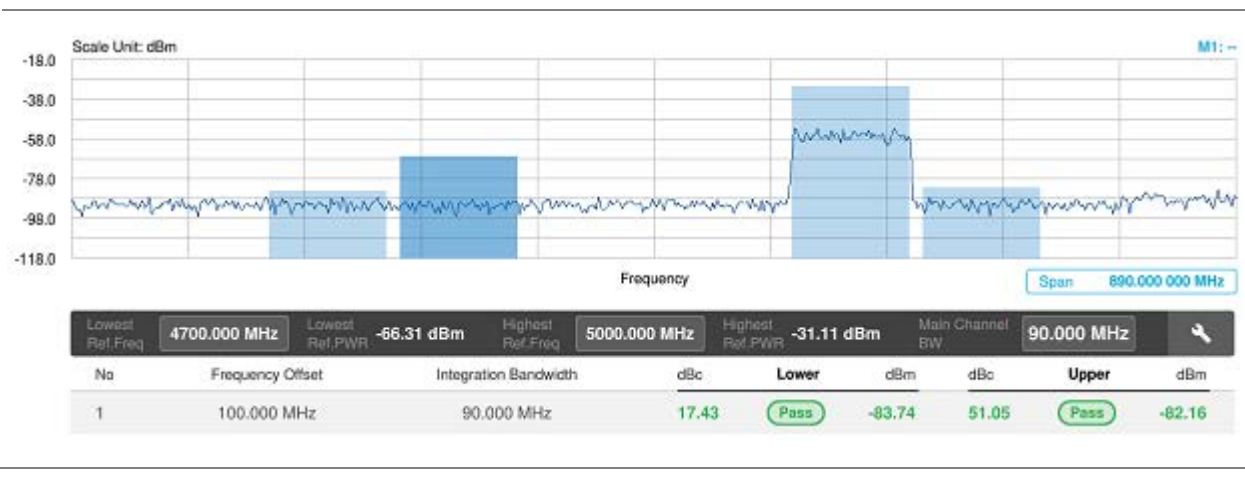 Scale Unit: dBm
M1: --
-18.0
-38.0
-58.0
-78.0
-98.0
-118.0
Frequency
Span 890.000 000 MHz
Lowest Ref.Freq 4700.000 MHz Lowest Ref.PWR -66.31 dBm Highest Ref.Freq 5000.000 MHz Highest Ref.PWR -31.11 dBm Main Channel BW 90.000 MHz
No Frequency Offset Integration Bandwidth dBc Lower dBm dBc Upper dBm
1 100.000 MHz 90.000 MHz 17.43 Pass -83.74 51.05 Pass -82.16